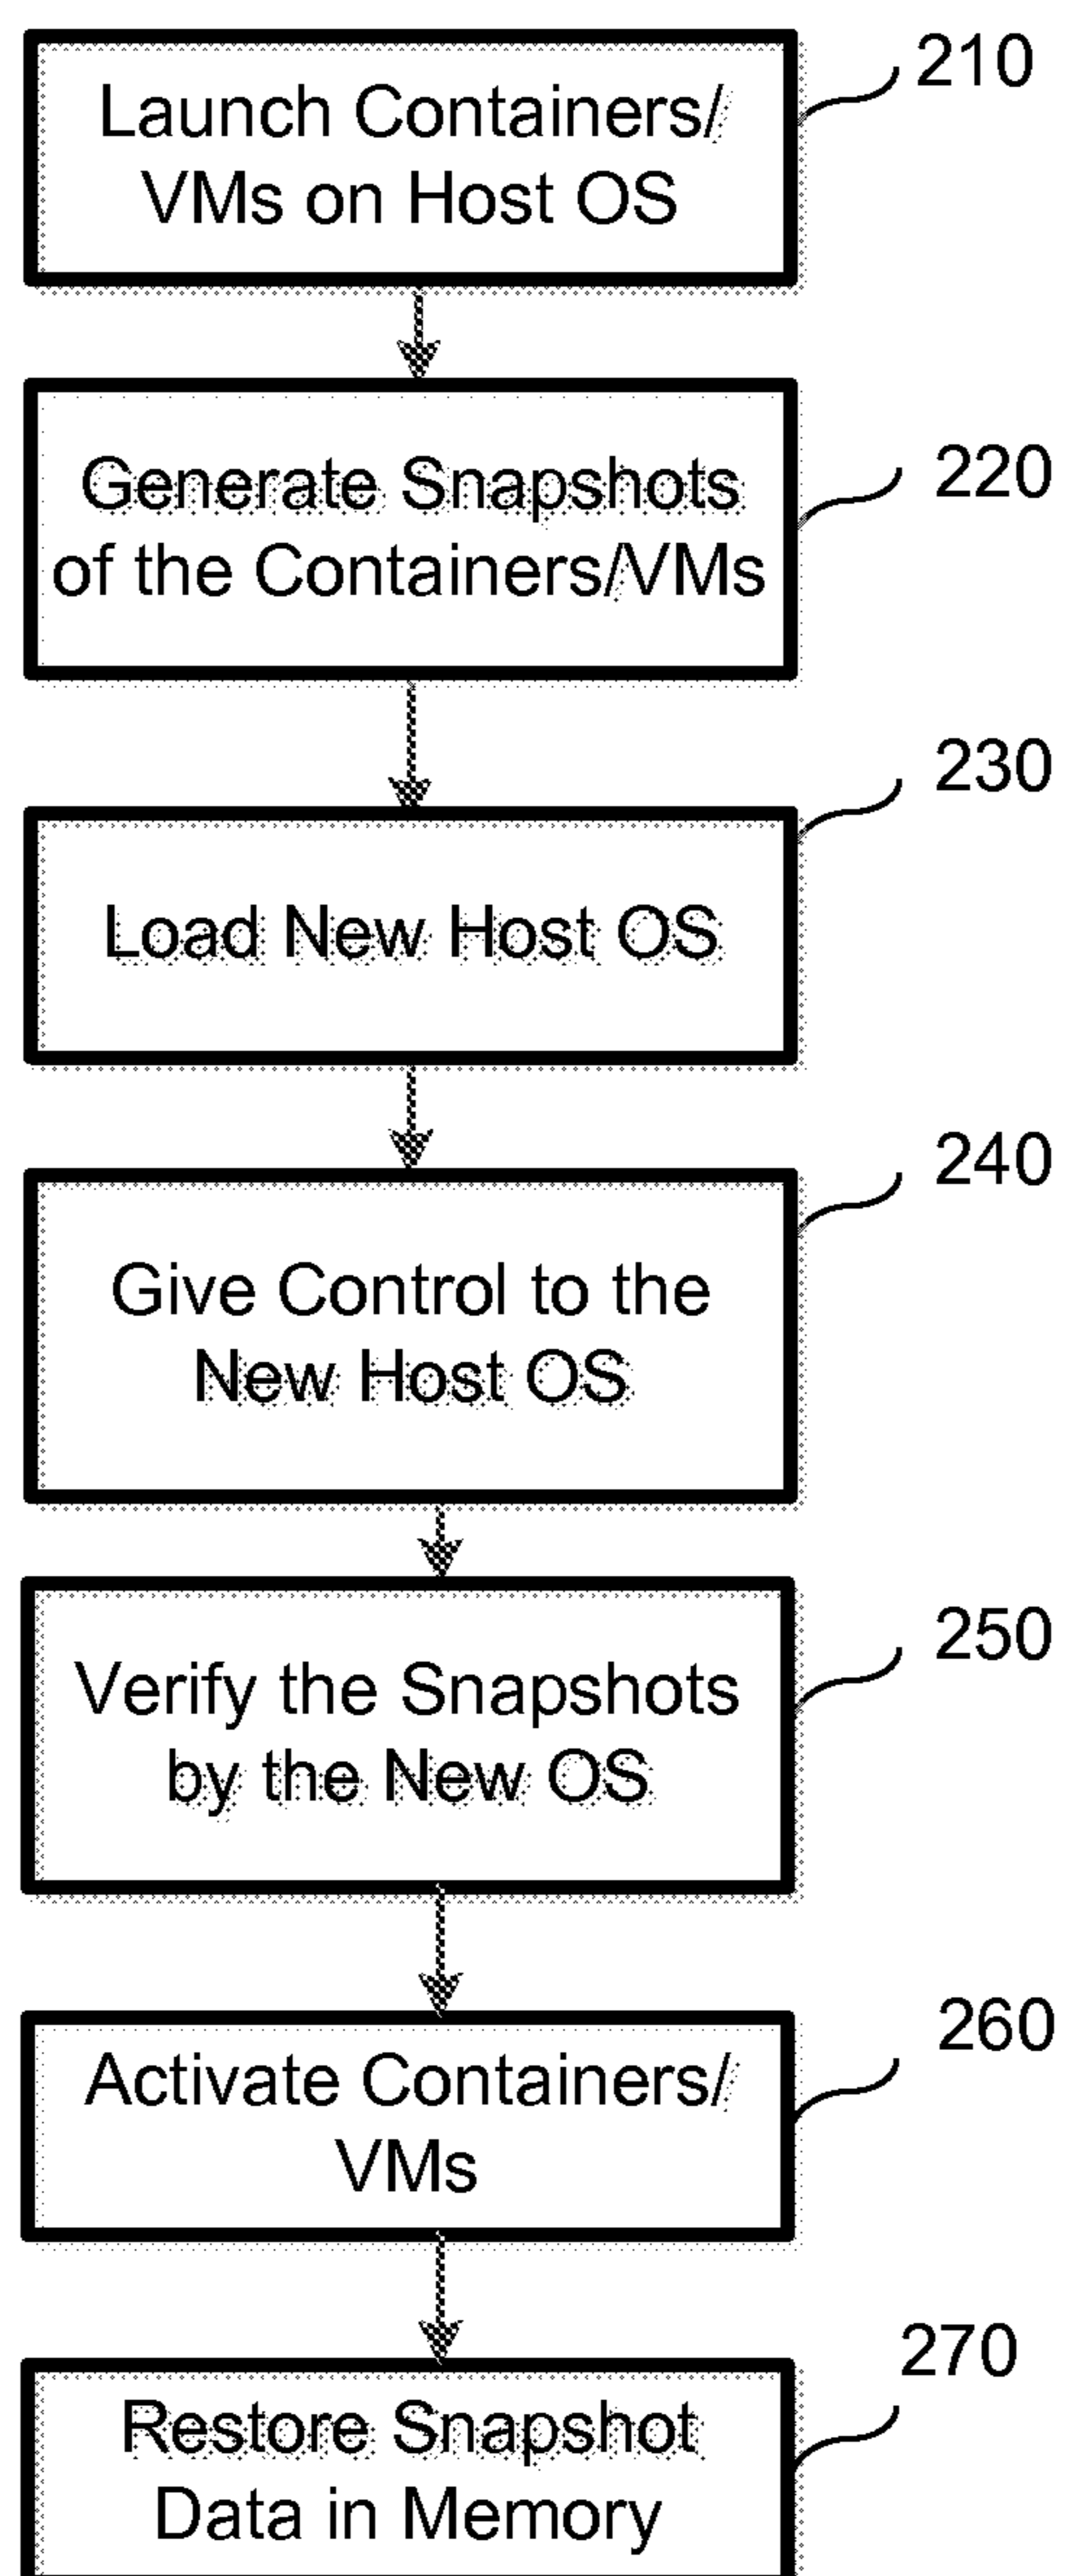 210
Launch Containers/
VMs on Host OS
220
Generate Snapshots
of the Containers/VMs
230
Load New Host OS
240
Give Control to the
New Host OS
250
Verify the Snapshots
by the New OS
260
Activate Containers/
VMs
270
Restore Snapshot
Data in Memory